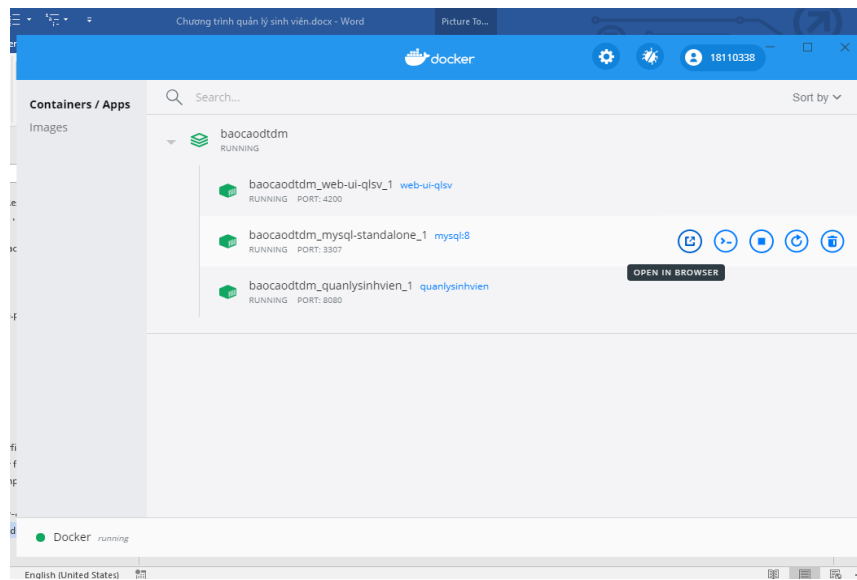 Chương trình quản lý sinh viên.docx - Word
Picture To...
docker
18110338
Containers / Apps
Images
Search...
Sort by
baocaodtdm
RUNNING
baocaodtdm_web-ui-qlsv_1 web-ui-qlsv
RUNNING PORT: 4200
baocaodtdm_mysql-standalone_1 mysql:8
RUNNING PORT: 3307
OPEN IN BROWSER
baocaodtdm_quanlysinhvien_1 quanlysinhvien
RUNNING PORT: 8080
Docker running
English (United States)